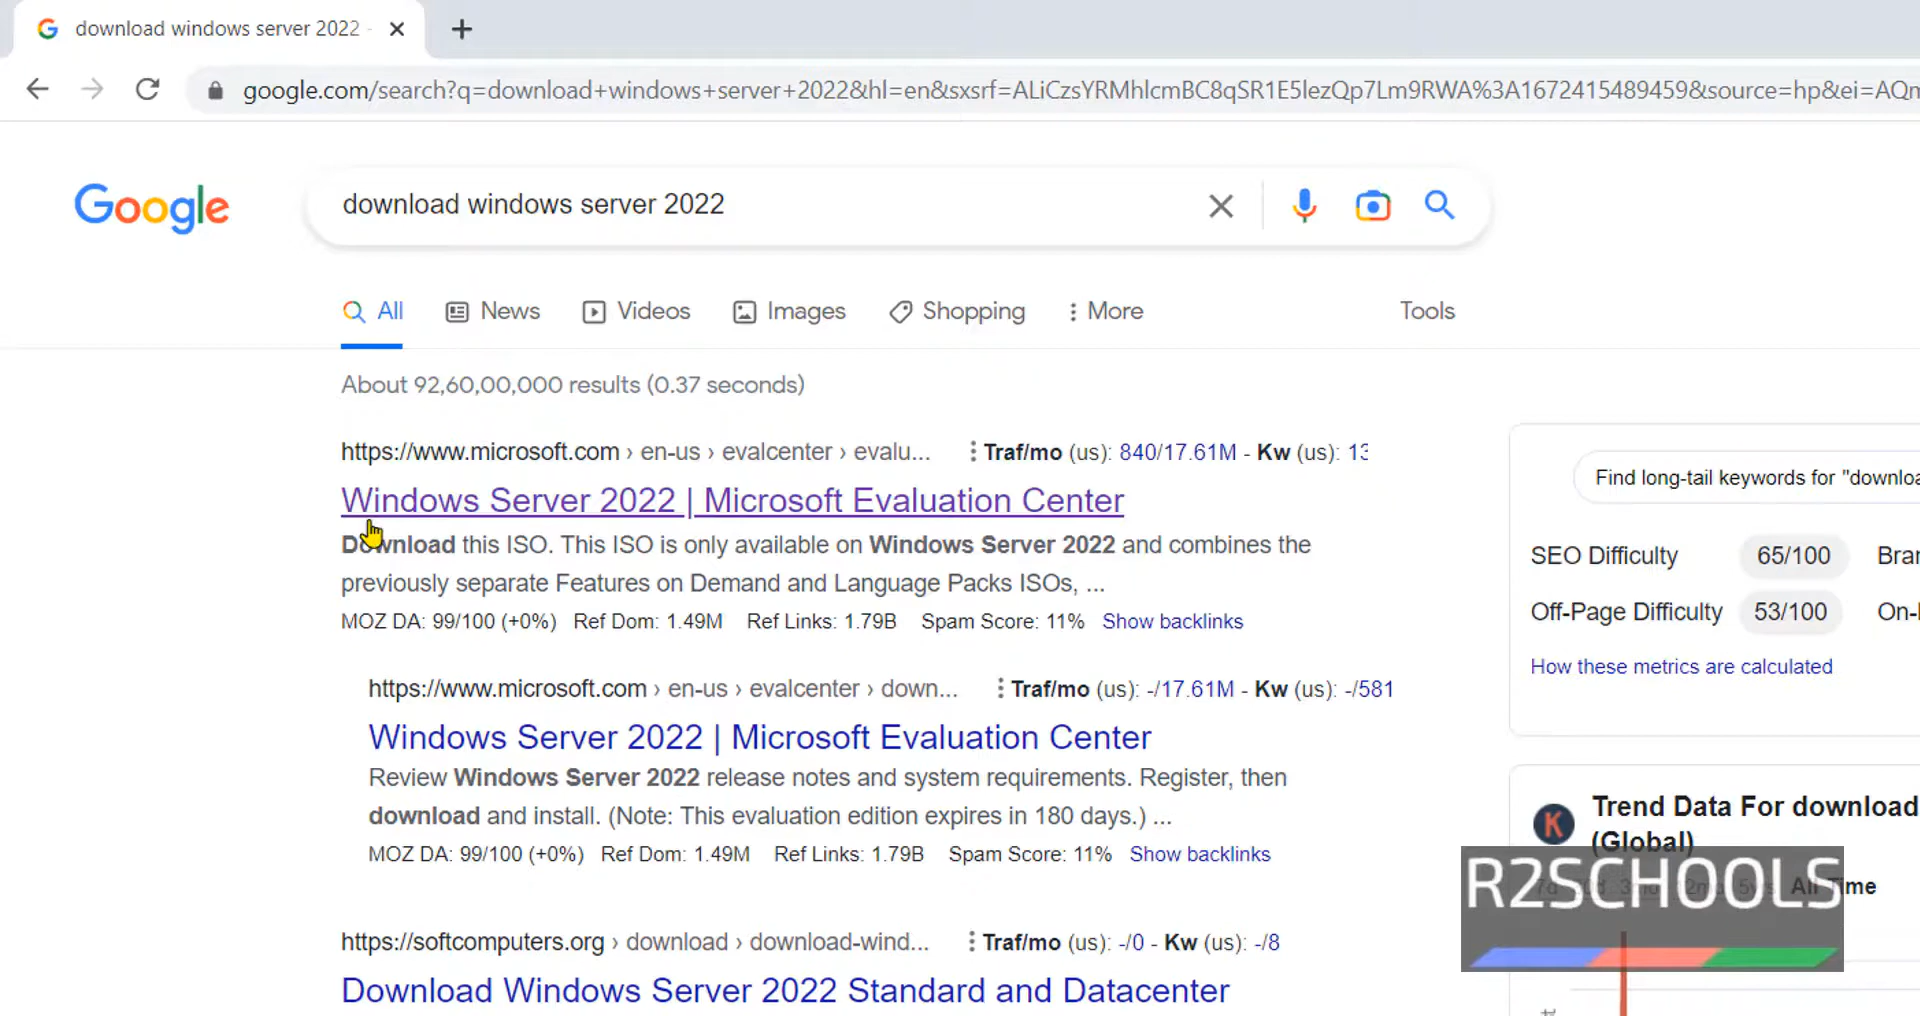 download windows server 2022
google.com/search?q=download+windows+server+2022&hl=en&sxsrf=ALiCzsYRMhlcmBC8qSR1E5lezQp7Lm9RWA%3A1672415489459&source=hp&ei=AQm
Google
download windows server 2022
All News Videos Images Shopping More Tools
About 92,60,00,000 results (0.37 seconds)
https://www.microsoft.com › en-us › evalcenter › evalu... Traf/mo (us): 840/17.61M - Kw (us): 13
Windows Server 2022 | Microsoft Evaluation Center
Download this ISO. This ISO is only available on Windows Server 2022 and combines the
previously separate Features on Demand and Language Packs ISOs, ...
MOZ DA: 99/100 (+0%) Ref Dom: 1.49M Ref Links: 1.79B Spam Score: 11% Show backlinks
https://www.microsoft.com › en-us › evalcenter › down... Traf/mo (us): -/17.61M - Kw (us): -/581
Windows Server 2022 | Microsoft Evaluation Center
Review Windows Server 2022 release notes and system requirements. Register, then
download and install. (Note: This evaluation edition expires in 180 days.) ...
MOZ DA: 99/100 (+0%) Ref Dom: 1.49M Ref Links: 1.79B Spam Score: 11% Show backlinks
https://softcomputers.org › download › download-wind... Traf/mo (us): -/0 - Kw (us): -/8
Download Windows Server 2022 Standard and Datacenter
Find long-tail keywords for "downloa
SEO Difficulty 65/100 Bran
Off-Page Difficulty 53/100 On-
How these metrics are calculated
K
Trend Data For download
(Global)
All Time
R2SCHOOLS